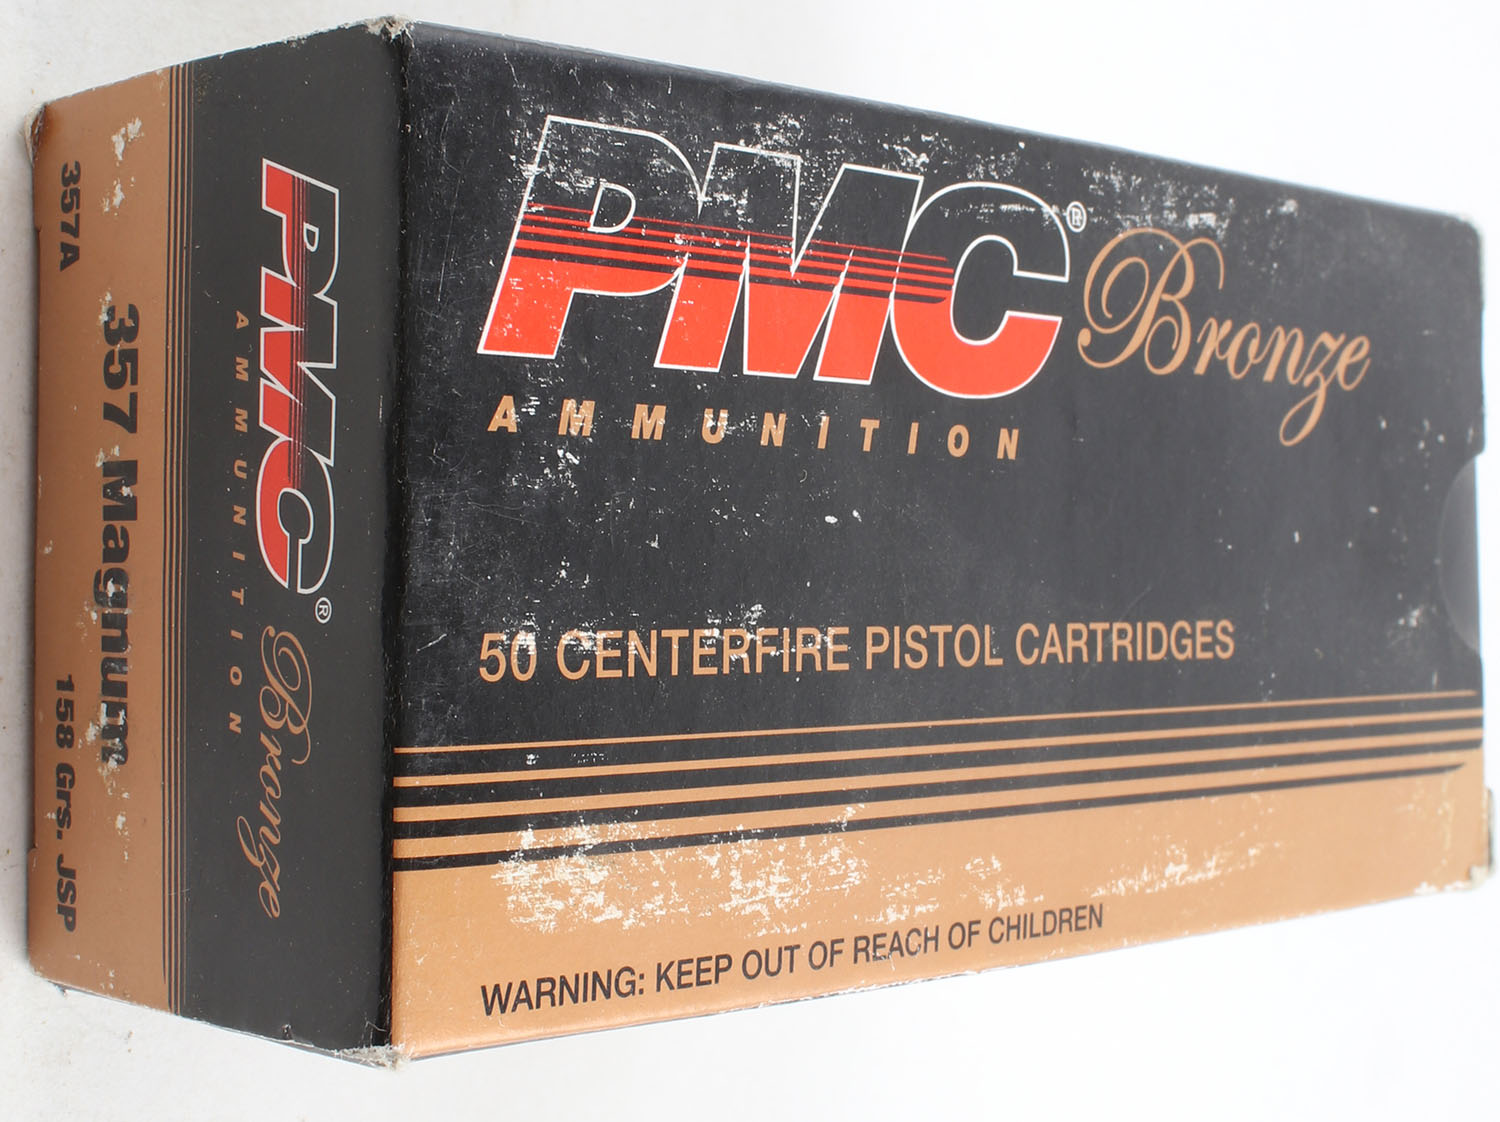 PMC® Bronze
AMMUNITION
50 CENTERFIRE PISTOL CARTRIDGES
WARNING: KEEP OUT OF REACH OF CHILDREN
PMC® Bronze
AMMUNITION
357A 357 Magnum 158 Grs. JSP